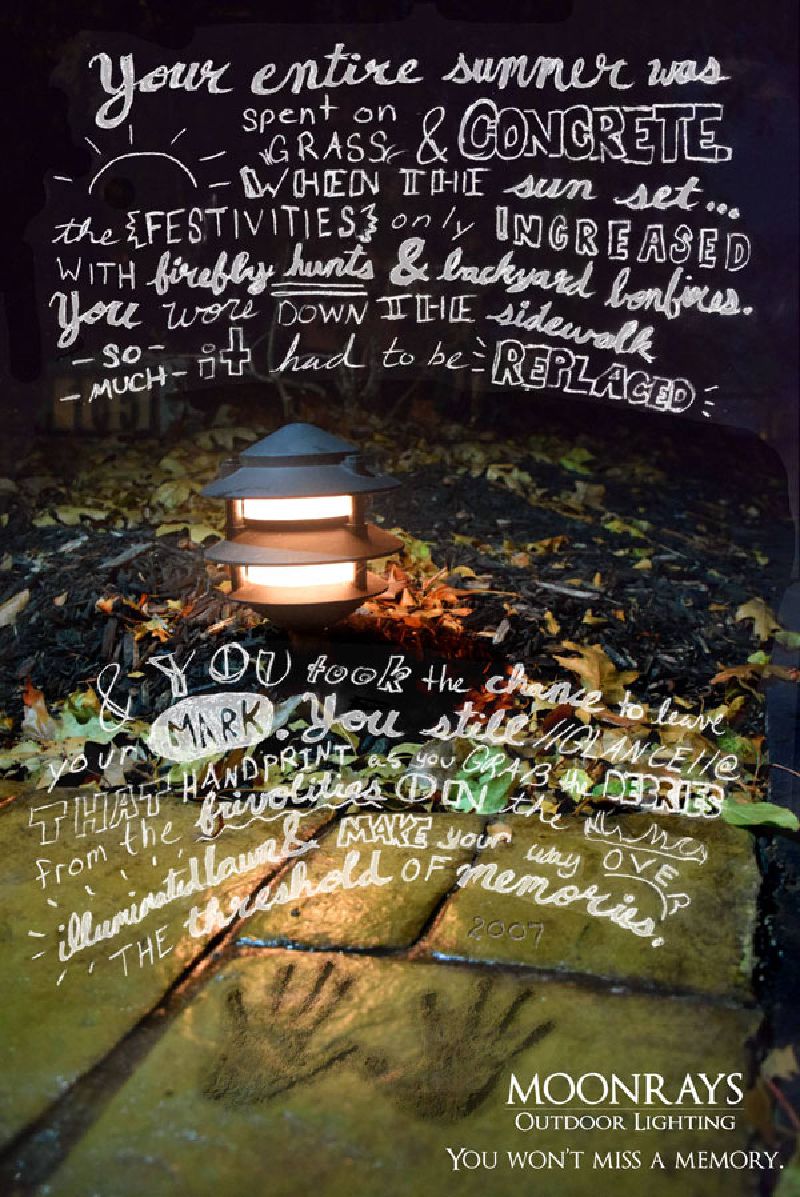 Your entire summer was
spent on
GRASS & CONCRETE.
WHEN THE sun set...
the {FESTIVITIES} only INCREASED
WITH firefly hunts & backyard bonfires.
You wore DOWN THE sidewalk
-SO-
-MUCH- it had to be REPLACED
& YOU took the chance to leave
your MARK. You still //GLANCE//@
THAT HANDPRINT as you GRAB the DEBRIES
from the frivolities ON the
illuminated lawn & MAKE your way OVER
THE threshold OF memories.
2007
MOONRAYS
OUTDOOR LIGHTING
YOU WON'T MISS A MEMORY.